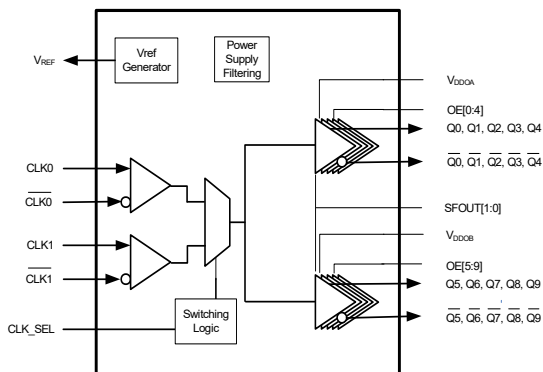 Vref
Generator
Power
Supply
Filtering
VREF
VDDOA
OE[0:4]
Q0, Q1, Q2, Q3, Q4
Q0, Q1, Q2, Q3, Q4
CLK0
CLK0
SFOUT[1:0]
CLK1
VDDOB
CLK1
OE[5:9]
Q5, Q6, Q7, Q8, Q9
Switching
Logic
CLK_SEL
Q5, Q6, Q7, Q8, Q9